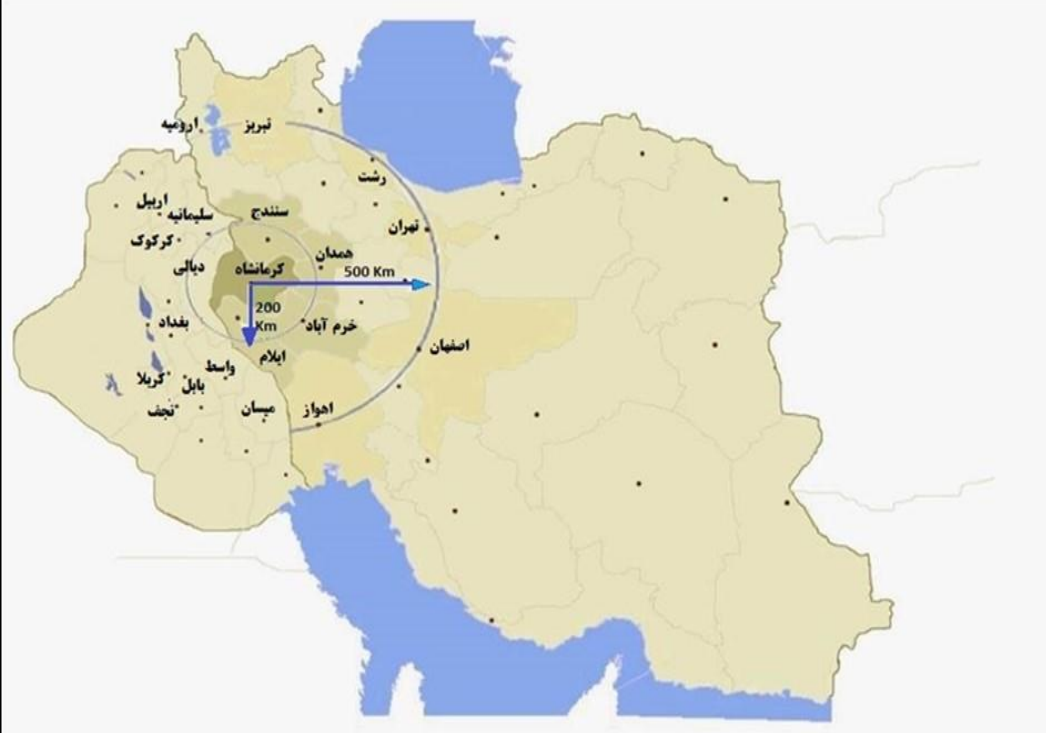 ارومیه
تبریز
رشت
اربیل
سلیمانیه
سنندج
تهران
کرکوک
همدان
دیالی
کرمانشاه
500 Km
200
Km
بغداد
خرم آباد
اصفهان
ایلام
واسط
کربلا
بابل
نجف
میسان
اهواز